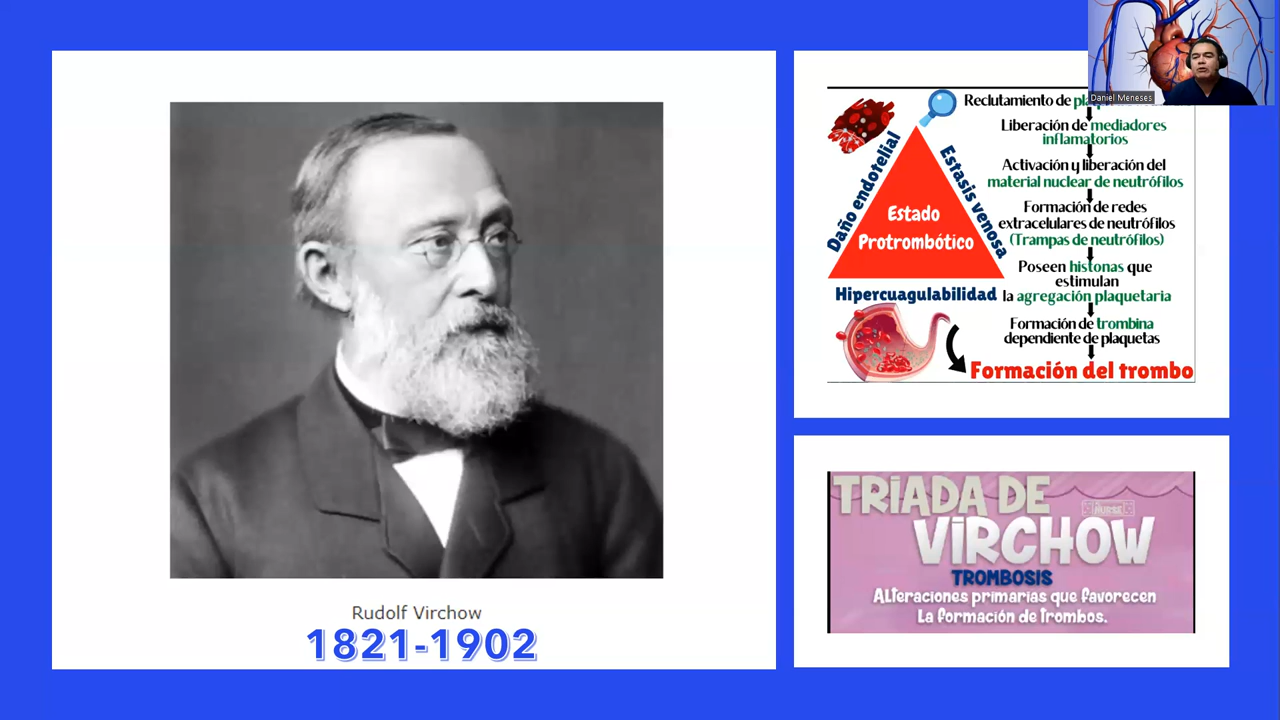 Rudolf Virchow
1821-1902
Daniel Meneses
Reclutamiento de
Liberación de mediadores
inflamatorios
Activación y liberación del
material nuclear de neutrófilos
Formación de redes
extracelulares de neutrófilos
(Trampas de neutrófilos)
Poseen histonas que
estimulan
la agregación plaquetaria
Formación de trombina
dependiente de plaquetas
Formación del trombo
Daño endotelial
Estasis venosa
Estado
Protrombótico
Hipercuagulabilidad
TRIADA DE
VIRCHOW
TROMBOSIS
Alteraciones primarias que favorecen
La formación de trombos.